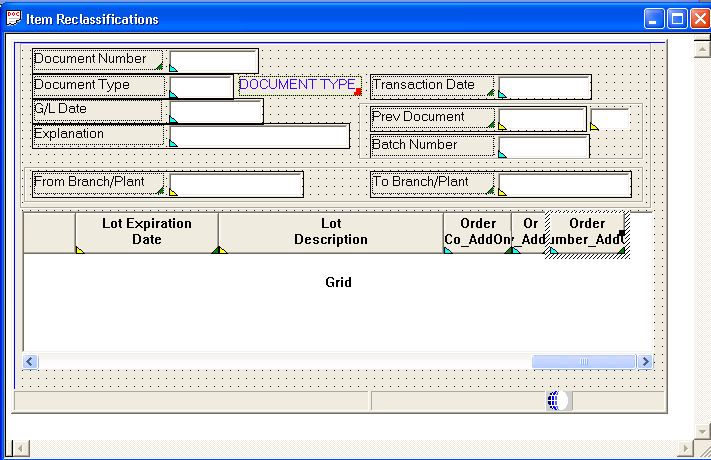 Item Reclassifications
Document Number
Document Type DOCUMENT TYPE Transaction Date
G/L Date
Prev Document
Explanation
Batch Number
From Branch/Plant To Branch/Plant
Lot Expiration Lot Order Or Order
Date Description Co_AddOn _Add umber_Add
Grid